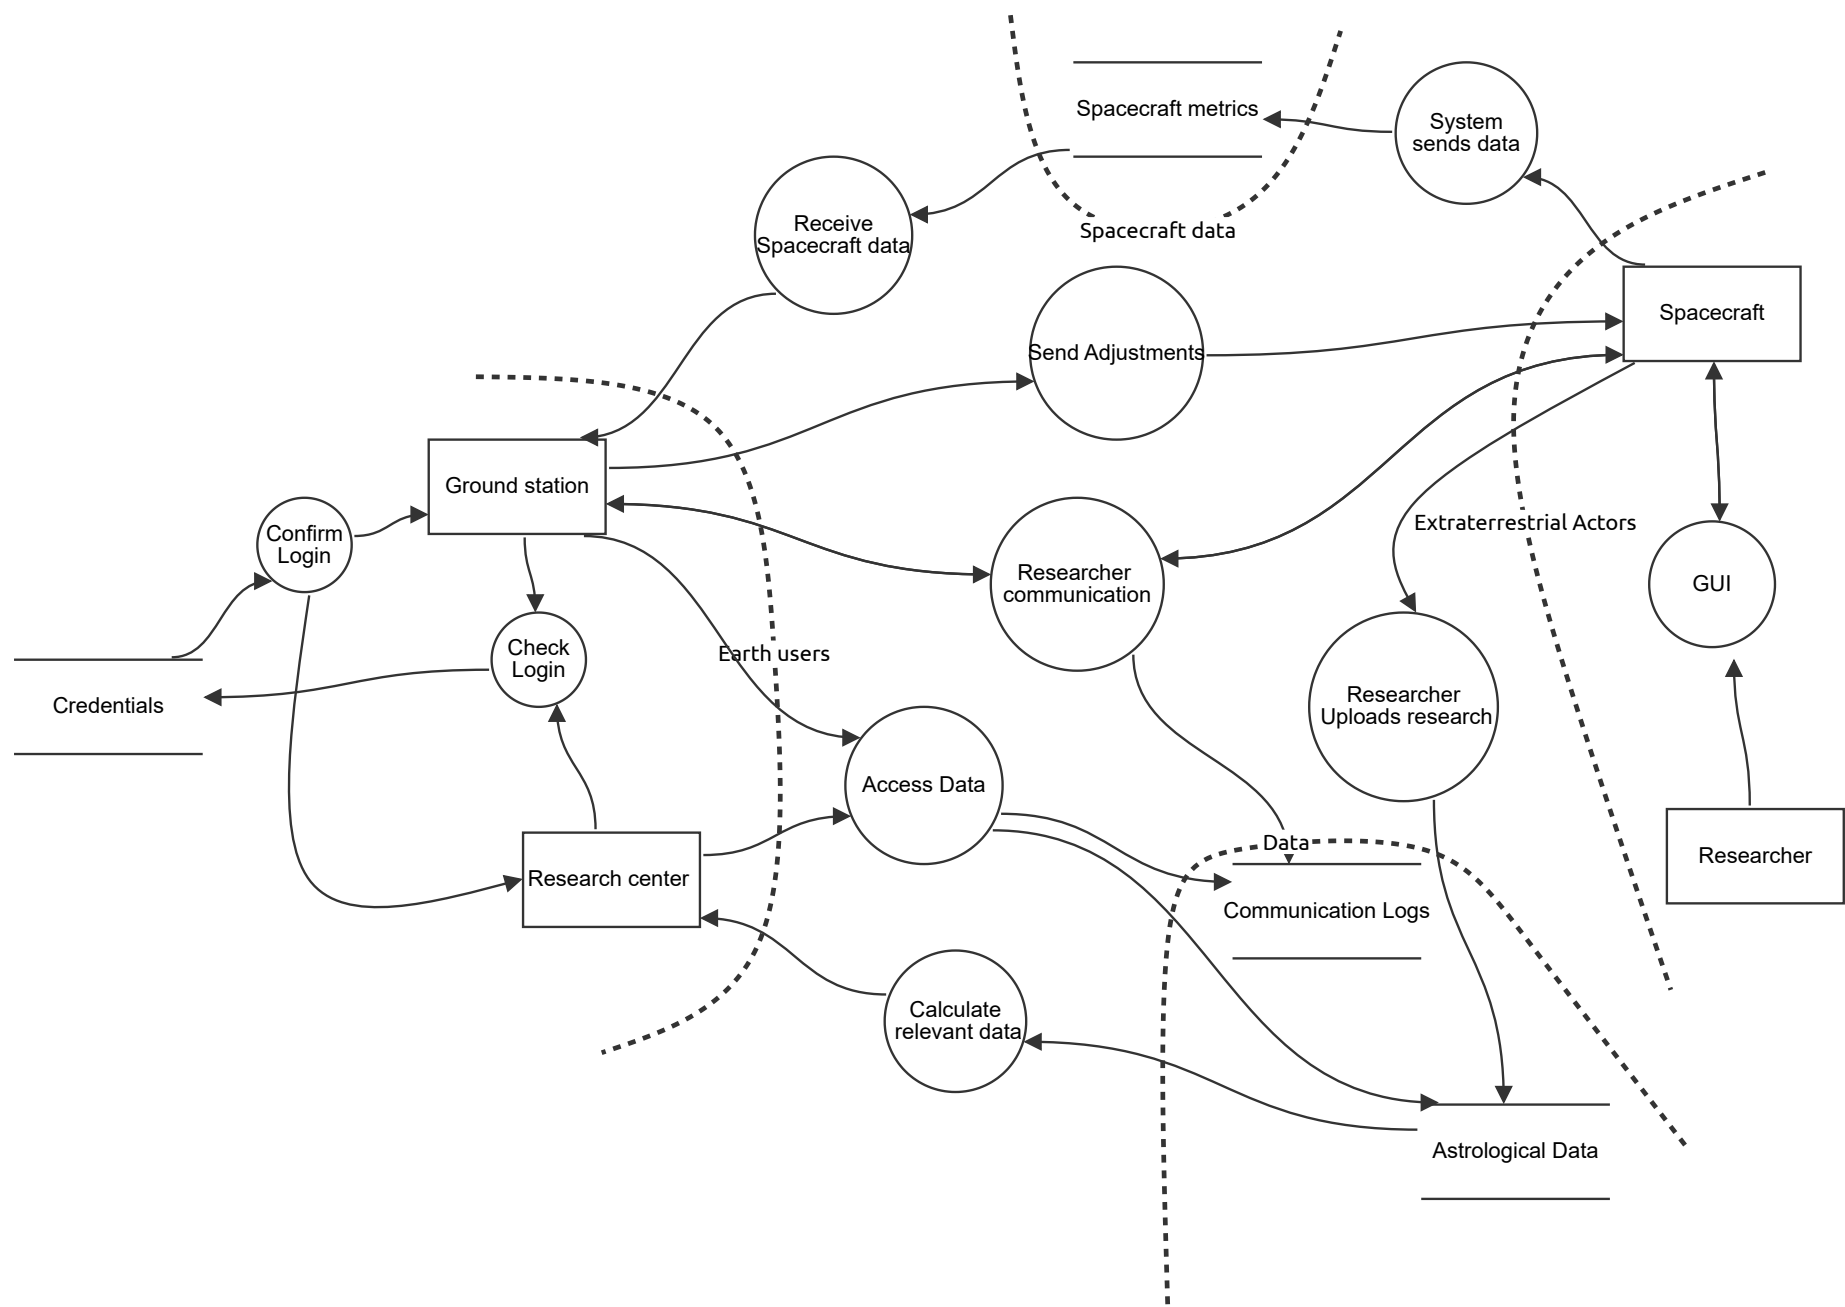 Spacecraft metrics
System
sends data
Receive
Spacecraft data
Spacecraft data
Spacecraft
Send Adjustments
Ground station
Extraterrestrial Actors
Confirm
Login
Researcher
communication
GUI
Check
Login
Earth users
Credentials
Researcher
Uploads research
Access Data
Data
Researcher
Research center
Communication Logs
Calculate
relevant data
Astrological Data